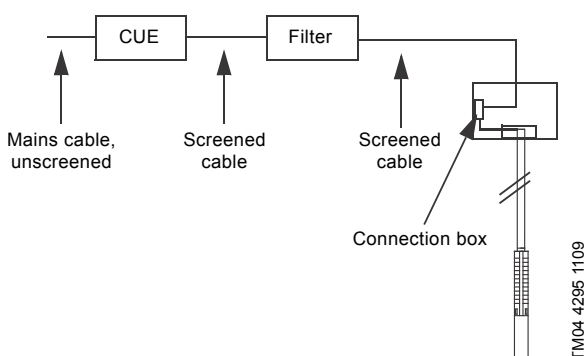 CUE
Filter
Mains cable,
unscreened
Screened
cable
Screened
cable
Connection box
TM04 4295 1109